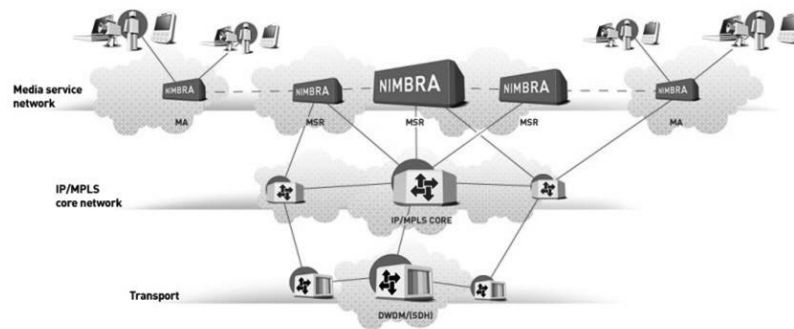 NIMBRA
NIMBRA
NIMBRA
NIMBRA
NIMBRA
Media service
network
MA
MSR
MSR
MSR
MA
IP/MPLS
core network
IP/MPLS CORE
Transport
DWDM/(SDH)